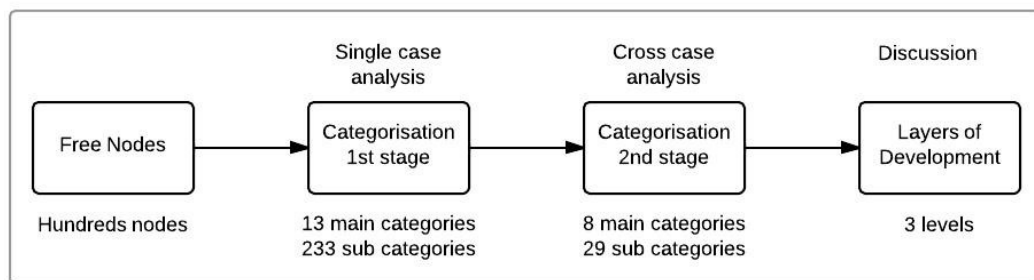 Single case
analysis
Cross case
analysis
Discussion
Free Nodes
Categorisation
1st stage
Categorisation
2nd stage
Layers of
Development
Hundreds nodes
13 main categories
233 sub categories
8 main categories
29 sub categories
3 levels